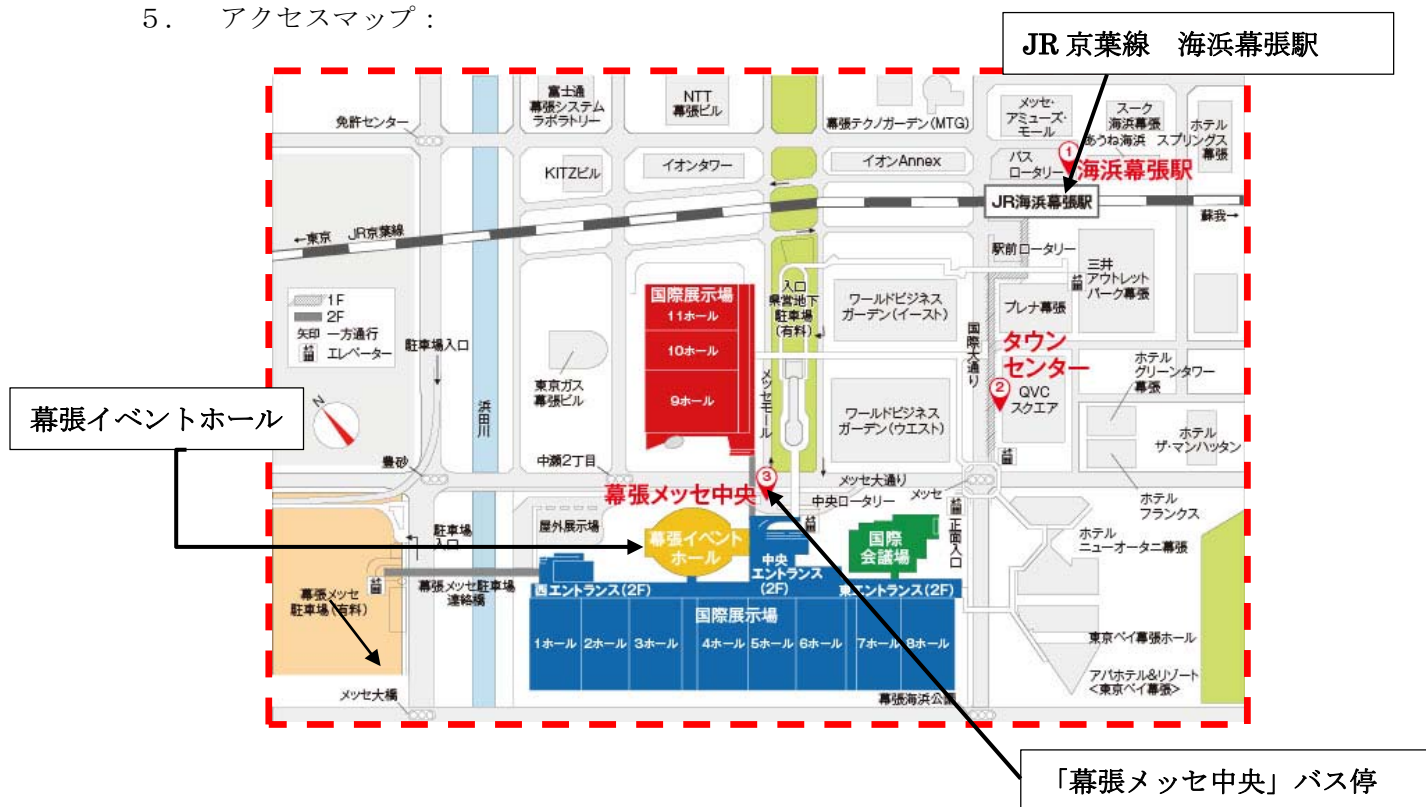 ５．　アクセスマップ：
JR 京葉線　海浜幕張駅
富士通
幕張システム
ラボラトリー
NTT
幕張ビル
幕張テクノガーデン(MTG)
メッセ・
アミューズ・
モール
スーク
海浜幕張
あうね海浜
スプリングス
ホテル
幕張
免許センター
KITZビル
イオンタワー
イオンAnnex
バス
ロータリー
①
海浜幕張駅
JR海浜幕張駅
蘇我→
←東京
JR京葉線
駅前ロータリー
三井
アウトレット
パーク幕張
プレナ幕張
1F
2F
矢印 一方通行
エレベーター
駐車場入口
国際展示場
11ホール
10ホール
9ホール
入口
県営地下
駐車場
(有料)
ワールドビジネス
ガーデン(イースト)
国際大通り
タウン
センター
②
QVC
スクエア
ホテル
グリーンタワー
幕張
東京ガス
幕張ビル
メッセモール
ワールドビジネス
ガーデン(ウエスト)
ホテル
ザ・マンハッタン
幕張イベントホール
N
浜田川
豊砂
中瀬2丁目
③
幕張メッセ中央
メッセ大通り
中央ロータリー
メッセ
正面入口
ホテル
フランクス
ホテル
ニューオータニ幕張
駐車場
入口
屋外展示場
幕張イベント
ホール
中央
エントランス
(2F)
国際
会議場
幕張メッセ
駐車場(有料)
幕張メッセ駐車場
連絡橋
西エントランス(2F)
東エントランス(2F)
国際展示場
1ホール
2ホール
3ホール
4ホール
5ホール
6ホール
7ホール
8ホール
東京ベイ幕張ホール
アパホテル&リゾート
<東京ベイ幕張>
メッセ大橋
幕張海浜公園
「幕張メッセ中央」バス停